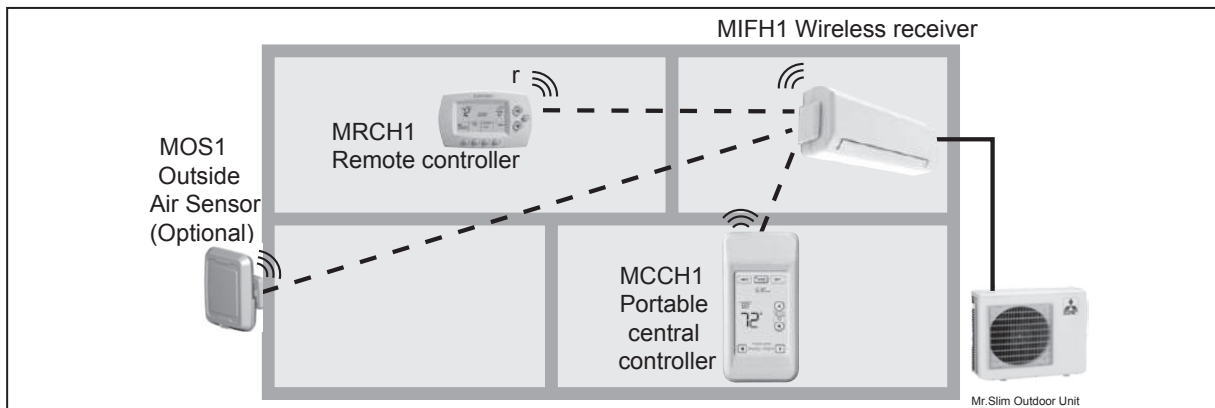 MIFH1 Wireless receiver
r
MRCH1
Remote controller
MOS1
Outside
Air Sensor
(Optional)
MCCH1
Portable
central
controller
72
72°
Mr.Slim Outdoor Unit